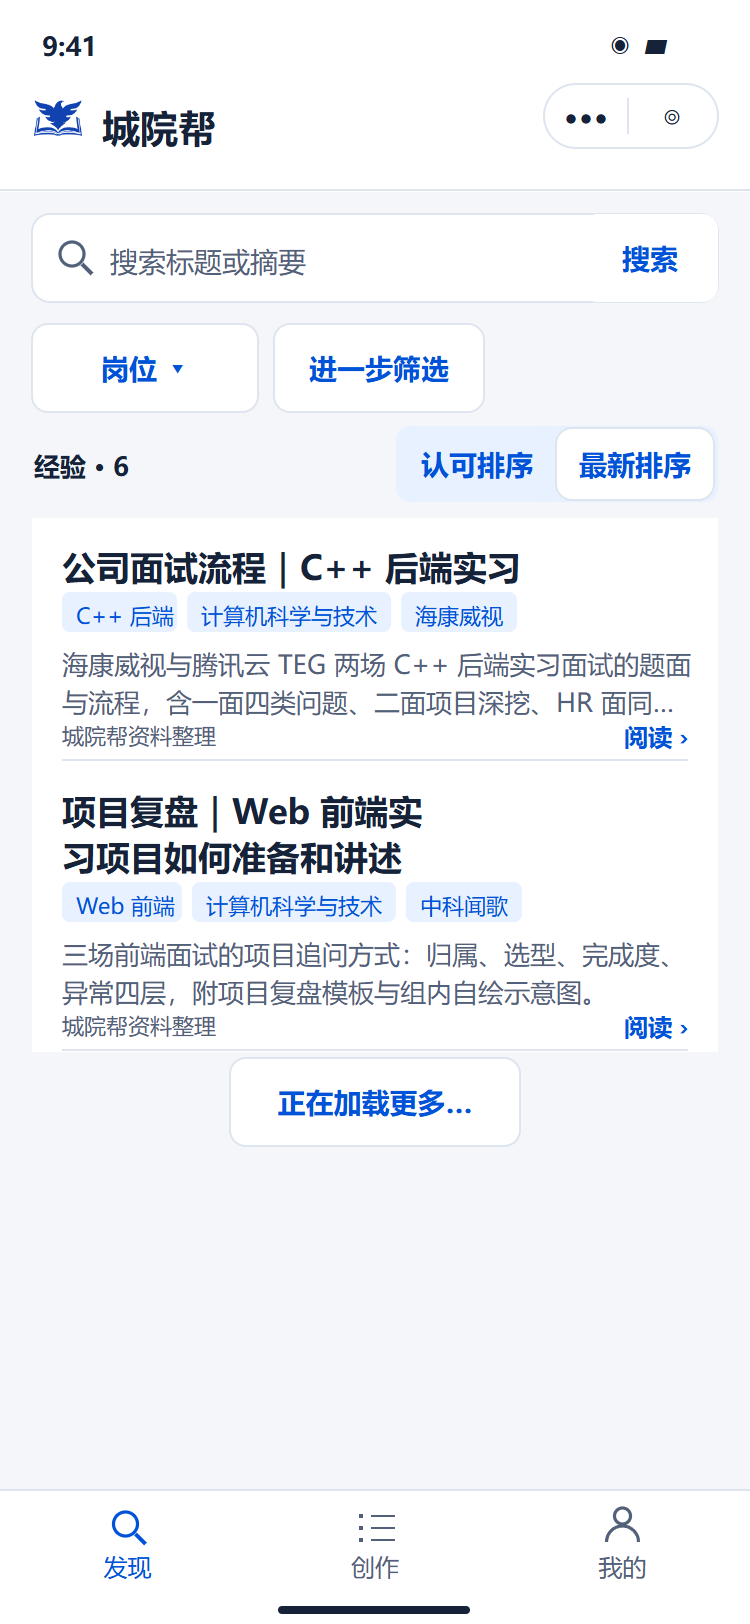 9:41
城院帮
搜索标题或摘要
搜索
岗位
进一步筛选
经验 • 6
认可排序
最新排序
公司面试流程 | C++ 后端实习
C++ 后端
计算机科学与技术
海康威视
海康威视与腾讯云 TEG 两场 C++ 后端实习面试的题面
与流程，含一面四类问题、二面项目深挖、HR 面同...
城院帮资料整理
阅读 ›
项目复盘 | Web 前端实
习项目如何准备和讲述
Web 前端
计算机科学与技术
中科闻歌
三场前端面试的项目追问方式：归属、选型、完成度、
异常四层，附项目复盘模板与组内自绘示意图。
城院帮资料整理
阅读 ›
正在加载更多...
发现
创作
我的